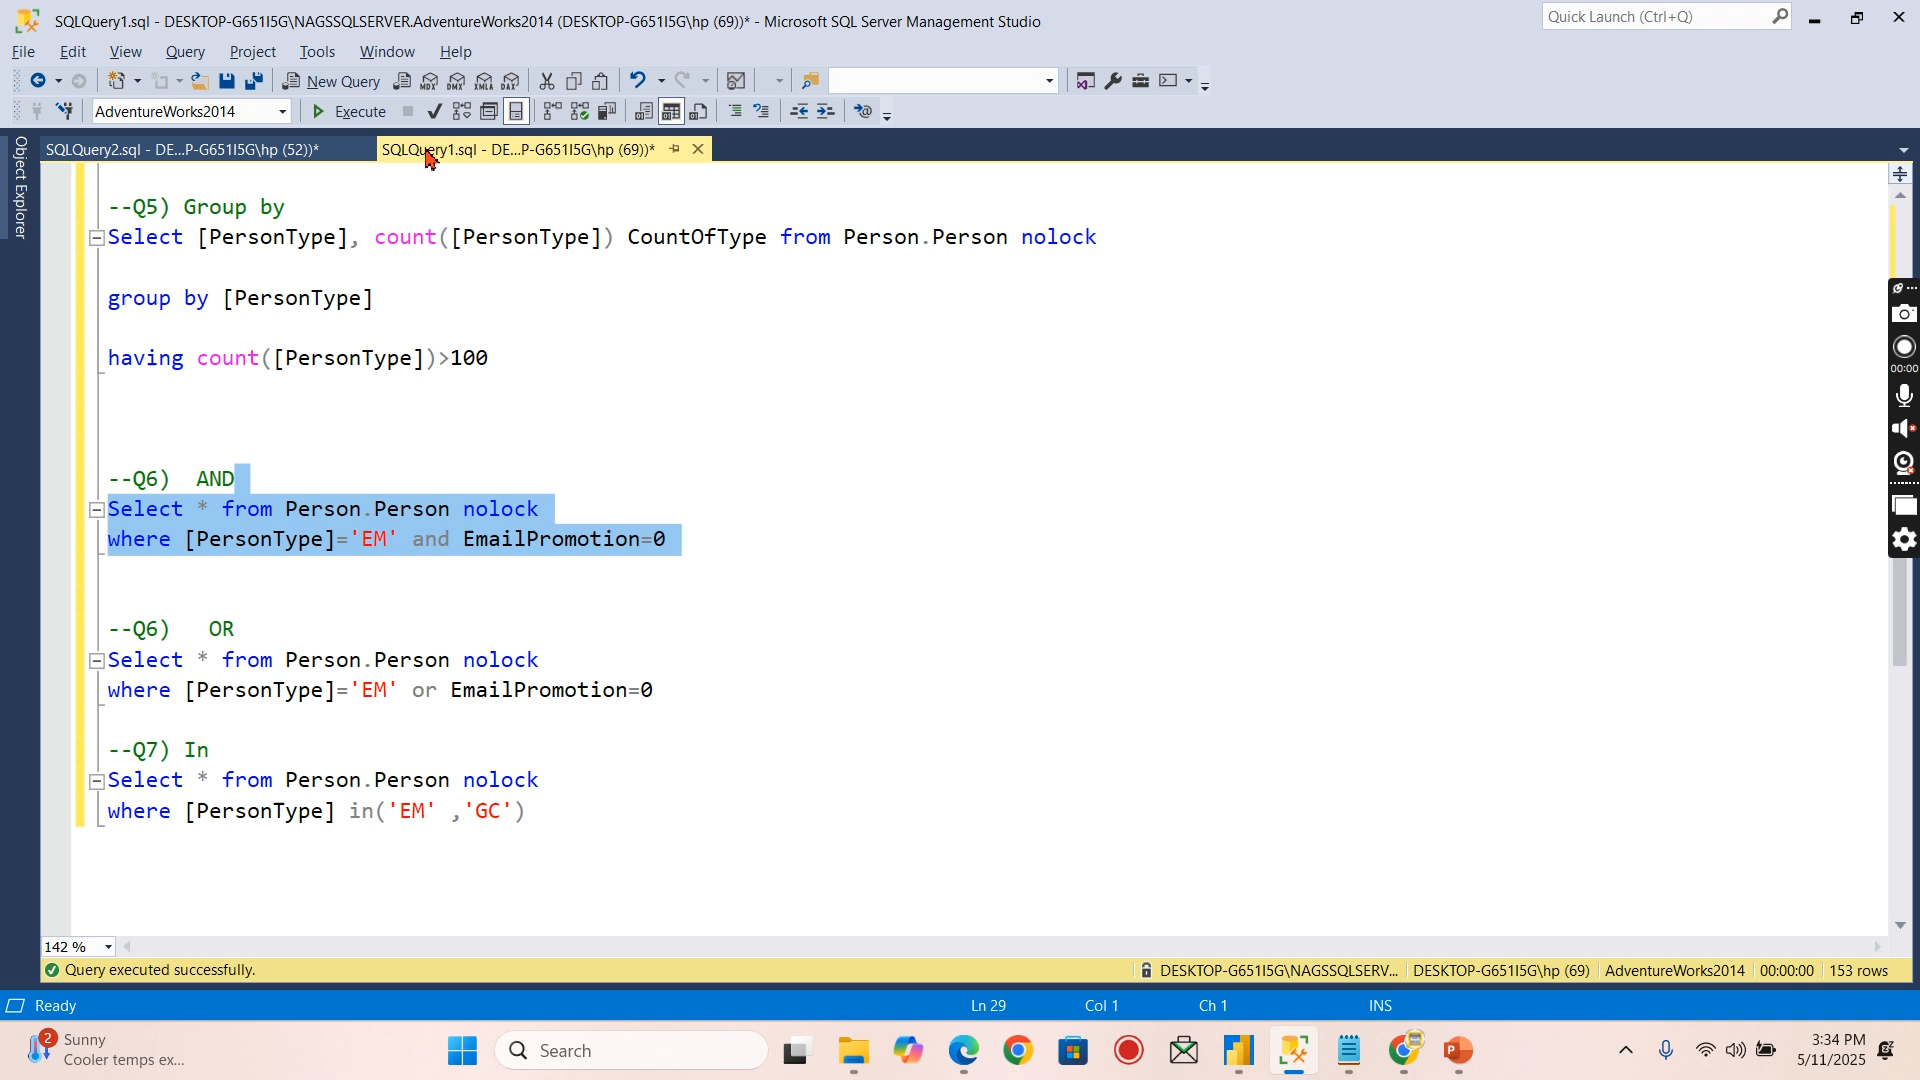 SQLQuery1.sql - DESKTOP-G651I5G\NAGSSQLSERVER.AdventureWorks2014 (DESKTOP-G651I5G\hp (69))* - Microsoft SQL Server Management Studio
Quick Launch (Ctrl+Q)
File Edit View Query Project Tools Window Help
New Query
MDX DMX XMLA DAX
AdventureWorks2014
Execute
SQLQuery2.sql - DE...P-G651I5G\hp (52))*
SQLQuery1.sql - DE...P-G651I5G\hp (69))*
Object Explorer
--Q5) Group by
Select [PersonType], count([PersonType]) CountOfType from Person.Person nolock
group by [PersonType]
having count([PersonType])>100
--Q6)  AND
Select * from Person.Person nolock
where [PersonType]='EM' and EmailPromotion=0
--Q6)   OR
Select * from Person.Person nolock
where [PersonType]='EM' or EmailPromotion=0
--Q7) In
Select * from Person.Person nolock
where [PersonType] in('EM' ,'GC')
00:00
142 %
Query executed successfully.
DESKTOP-G651I5G\NAGSSQLSERV...
DESKTOP-G651I5G\hp (69)
AdventureWorks2014
00:00:00
153 rows
Ready
Ln 29
Col 1
Ch 1
INS
2
Sunny
Cooler temps ex...
Search
3:34 PM
5/11/2025